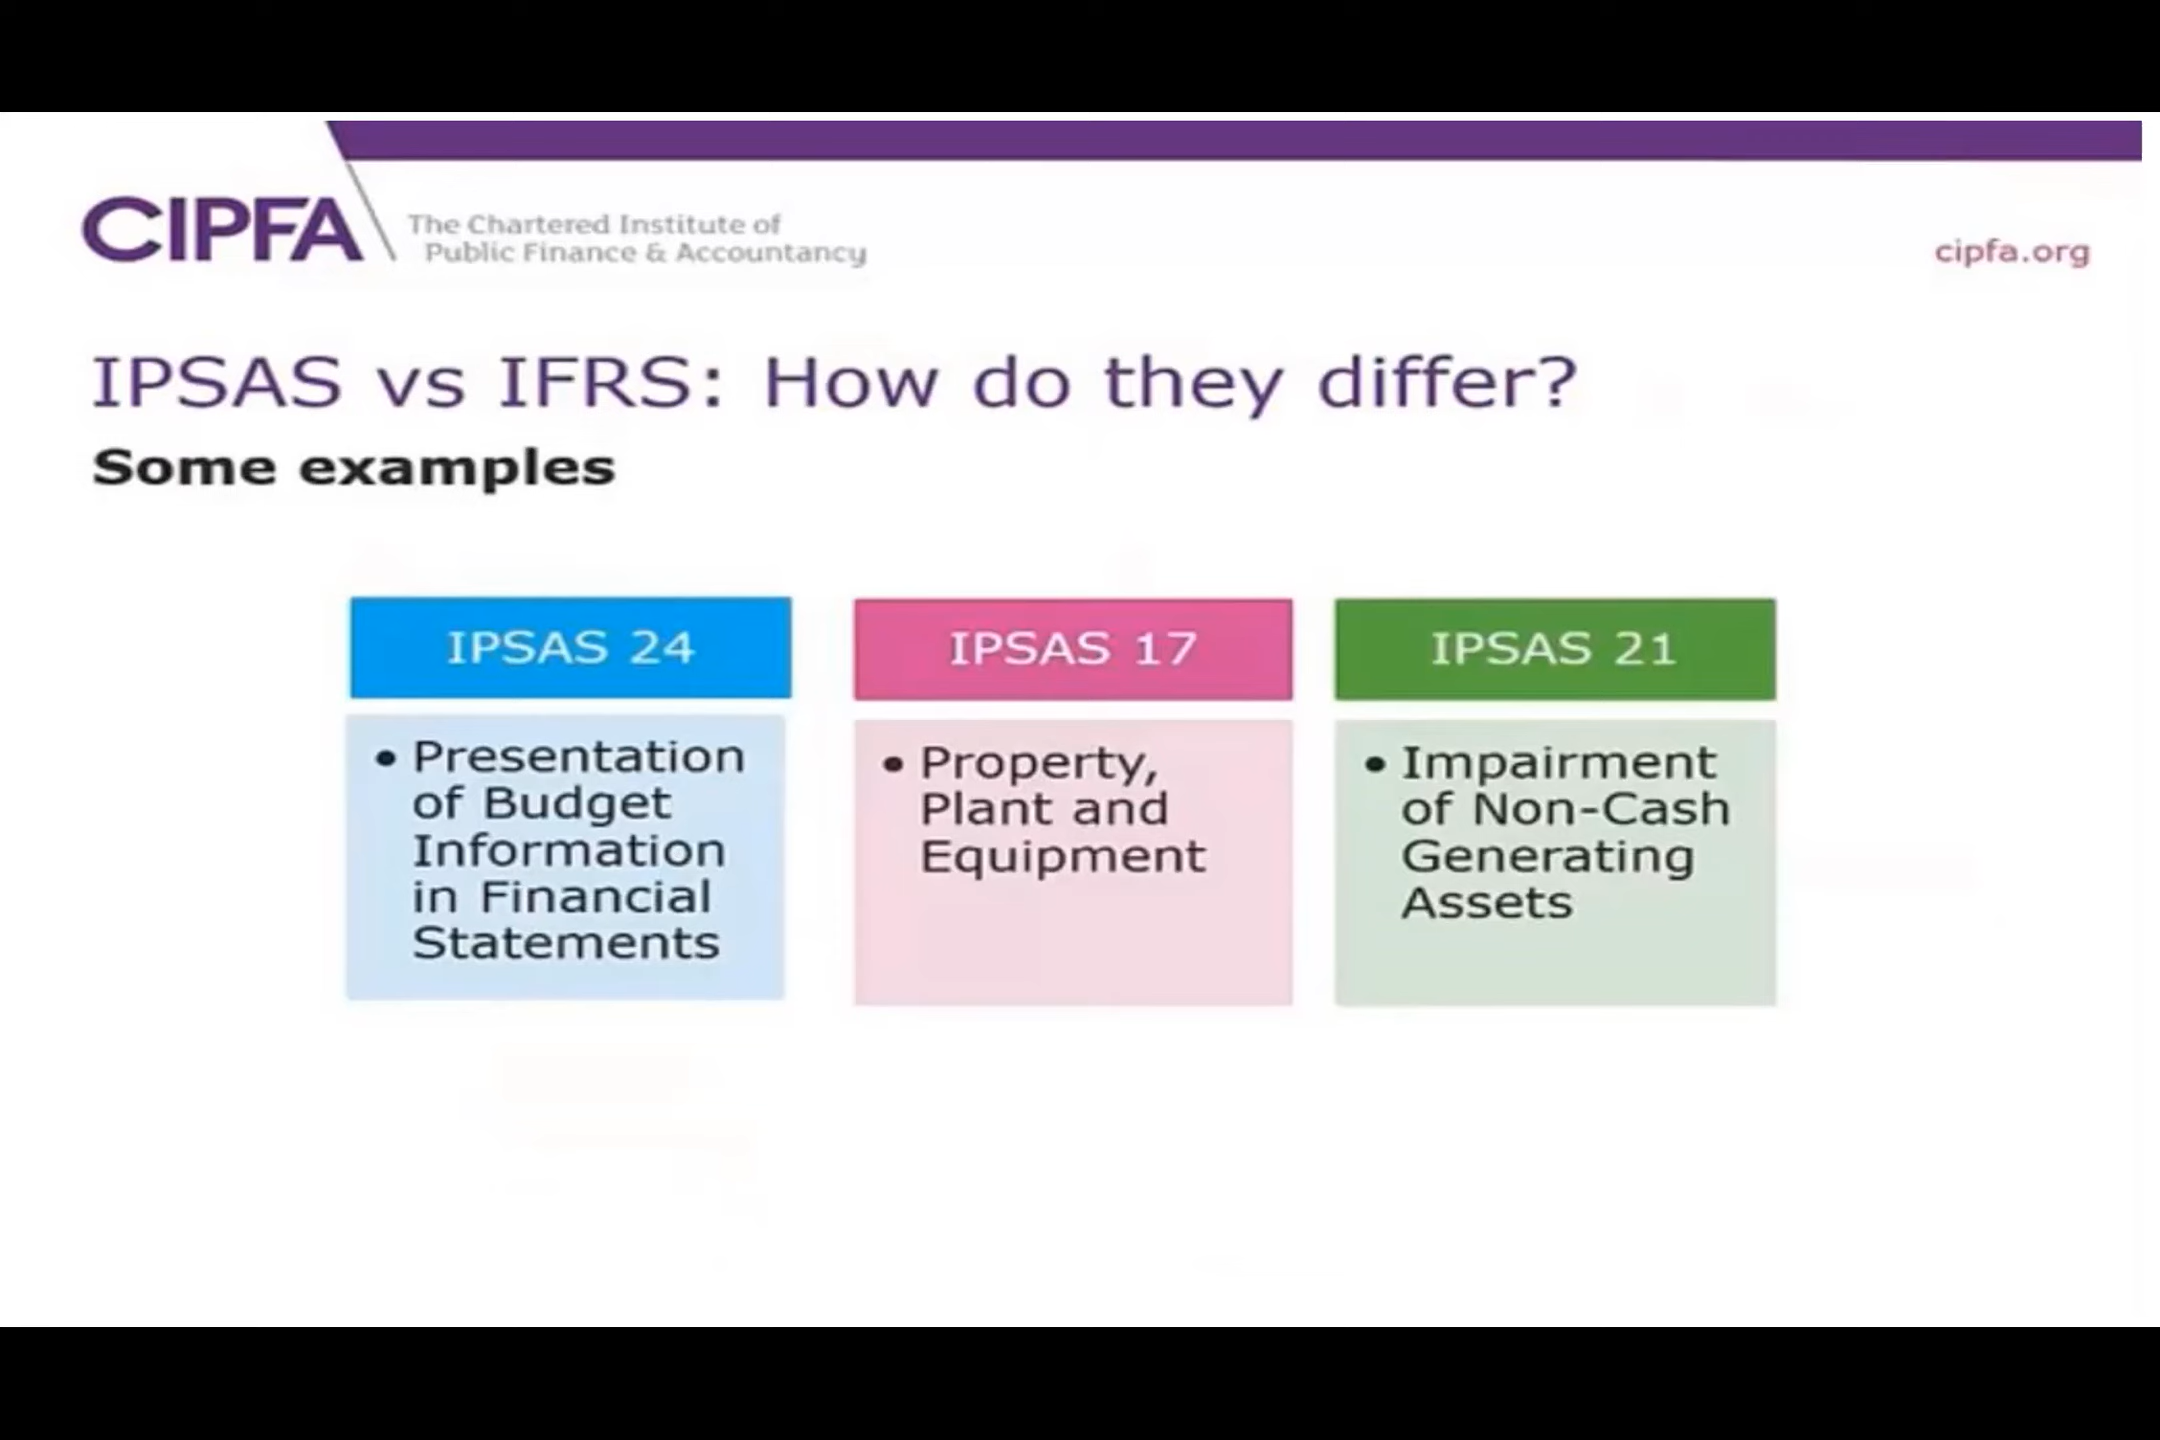 CIPFA
The Chartered Institute of
Public Finance & Accountancy
cipfa.org
IPSAS vs IFRS: How do they differ?
Some examples
IPSAS 24
• Presentation
of Budget
Information
in Financial
Statements
IPSAS 17
• Property,
Plant and
Equipment
IPSAS 21
• Impairment
of Non-Cash
Generating
Assets